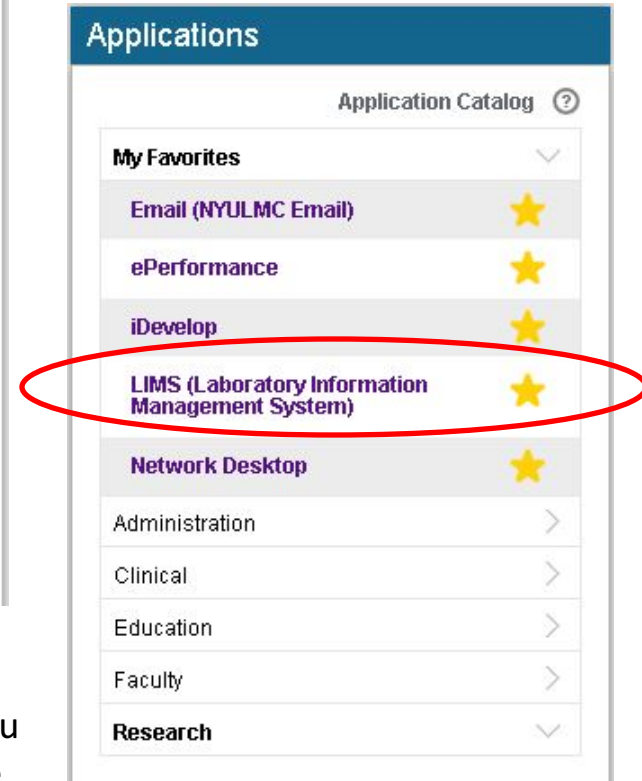 Applications
Application Catalog ?
My Favorites
Email (NYULMC Email)
ePerformance
iDevelop
LIMS (Laboratory Information
Management System)
Network Desktop
Administration
Clinical
Education
Faculty
u
Research